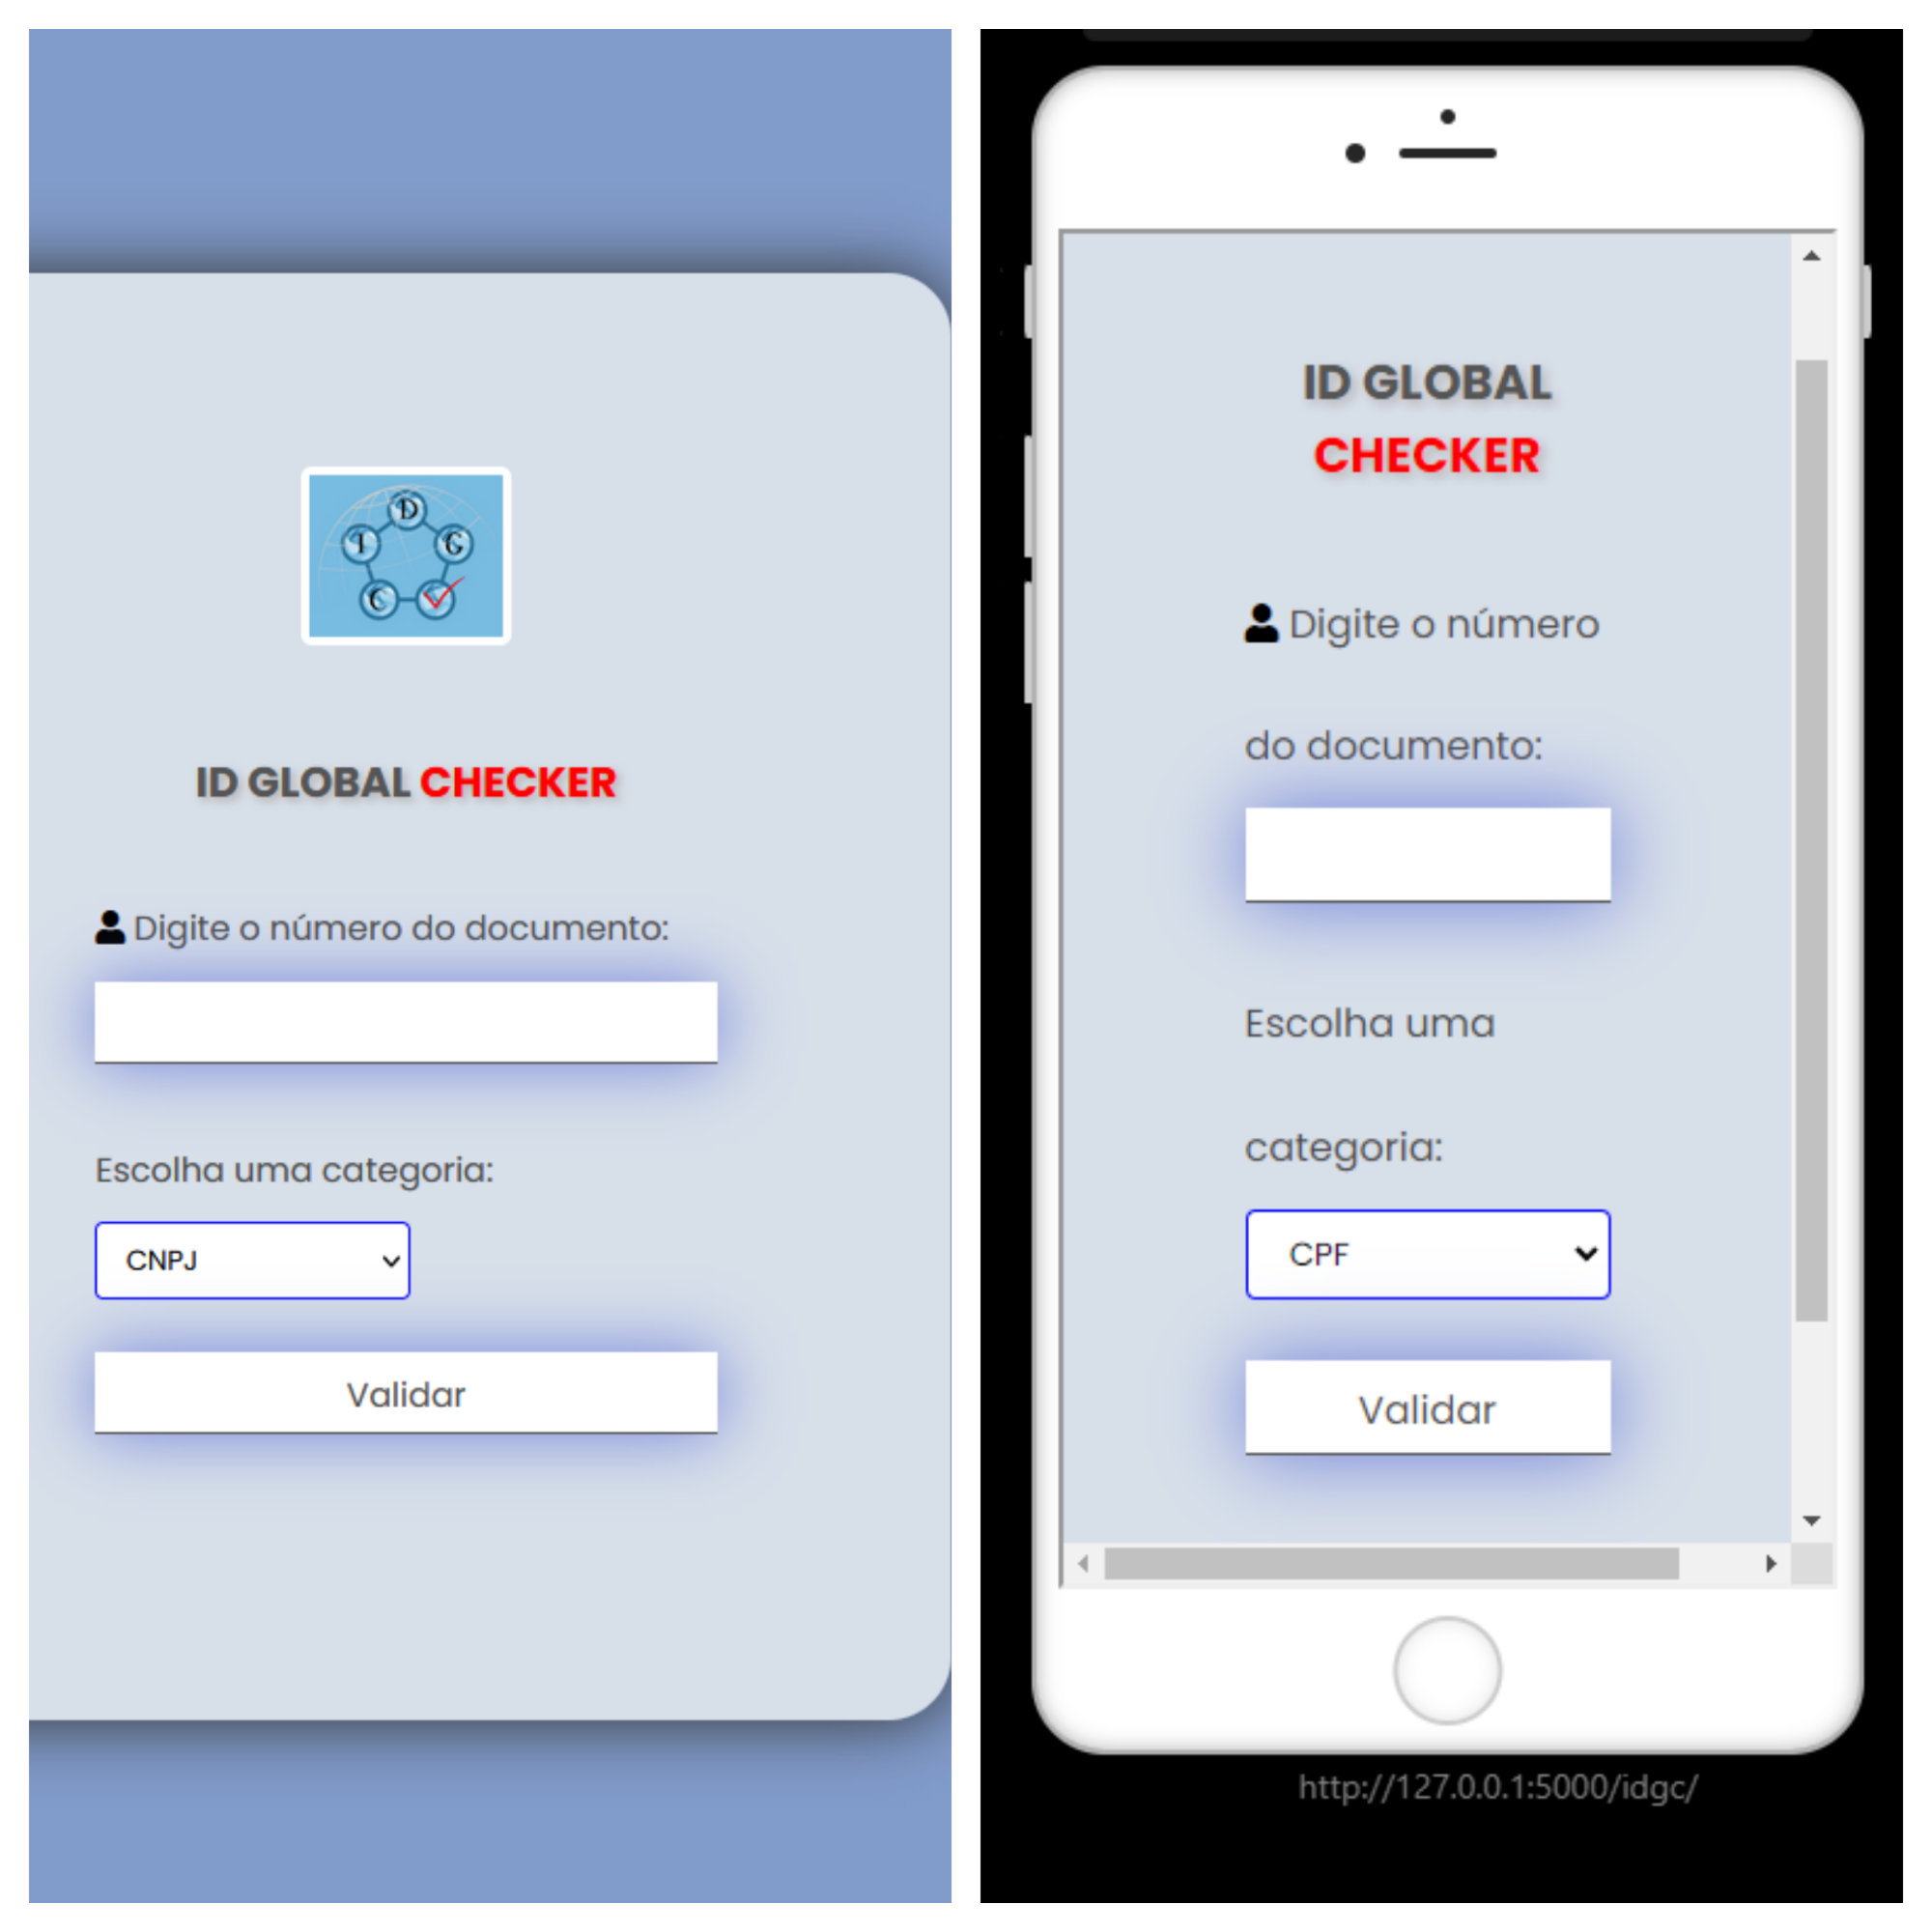 D
I G
C
ID GLOBAL CHECKER
Digite o número do documento:
Escolha uma categoria:
CNPJ
Validar
ID GLOBAL
CHECKER
Digite o número
do documento:
Escolha uma
categoria:
CPF
Validar
http://127.0.0.1:5000/idgc/